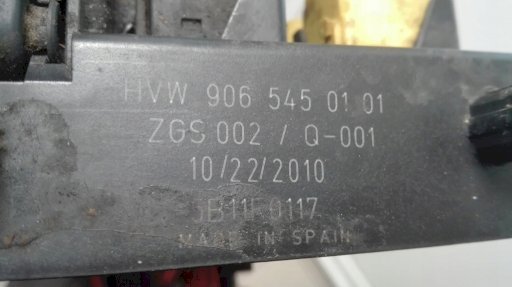 HVW 906 545 01 01
ZGS 002 / Q-001
10/22/2010
MADE IN SPAIN